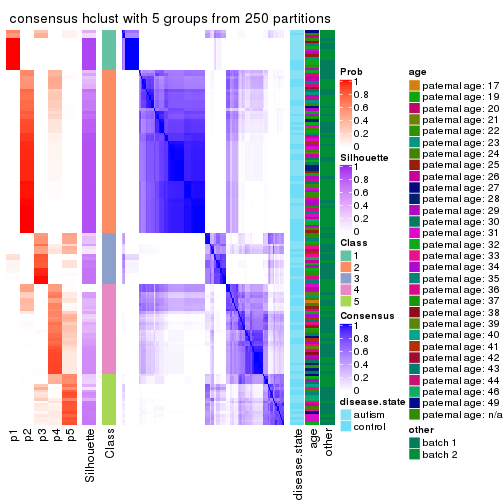 consensus hclust with 5 groups from 250 partitions
p1
p2
p3
p4
p5
Silhouette
Class
disease.state
age
other
Prob
1
0.8
0.6
0.4
0.2
0
Silhouette
1
0.8
0.6
0.4
0.2
0
Class
1
2
3
4
5
Consensus
1
0.8
0.6
0.4
0.2
0
disease.state
autism
control
age
paternal age: 17
paternal age: 19
paternal age: 20
paternal age: 21
paternal age: 22
paternal age: 23
paternal age: 24
paternal age: 25
paternal age: 26
paternal age: 27
paternal age: 28
paternal age: 29
paternal age: 30
paternal age: 31
paternal age: 32
paternal age: 33
paternal age: 34
paternal age: 35
paternal age: 36
paternal age: 37
paternal age: 38
paternal age: 39
paternal age: 40
paternal age: 41
paternal age: 42
paternal age: 43
paternal age: 44
paternal age: 46
paternal age: 49
paternal age: n/a
other
batch 1
batch 2